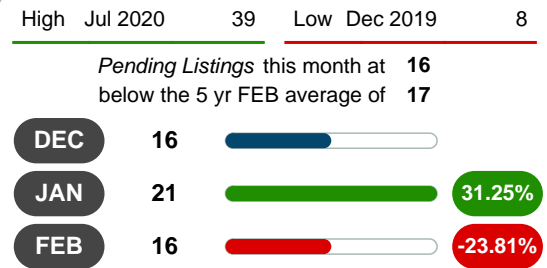 High Jul 2020 39 Low Dec 2019 8
Pending Listings this month at 16
below the 5 yr FEB average of 17
DEC 16
JAN 21 31.25%
FEB 16 -23.81%